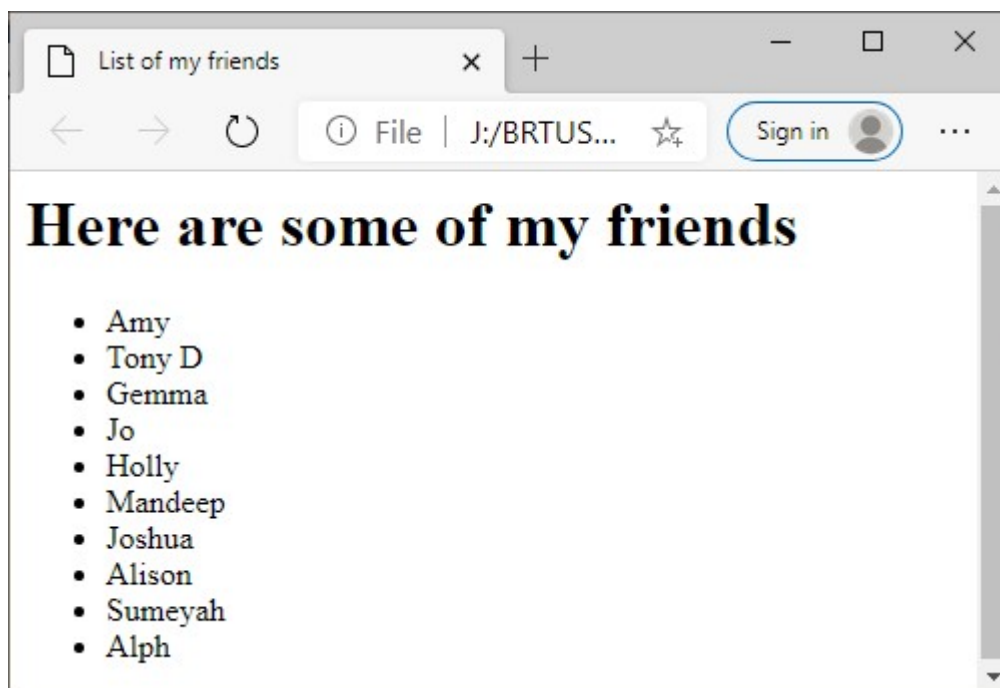 List of my friends
File | J:/BRTUS... Sign in
Here are some of my friends
• Amy
• Tony D
• Gemma
• Jo
• Holly
• Mandeep
• Joshua
• Alison
• Sumeyah
• Alph